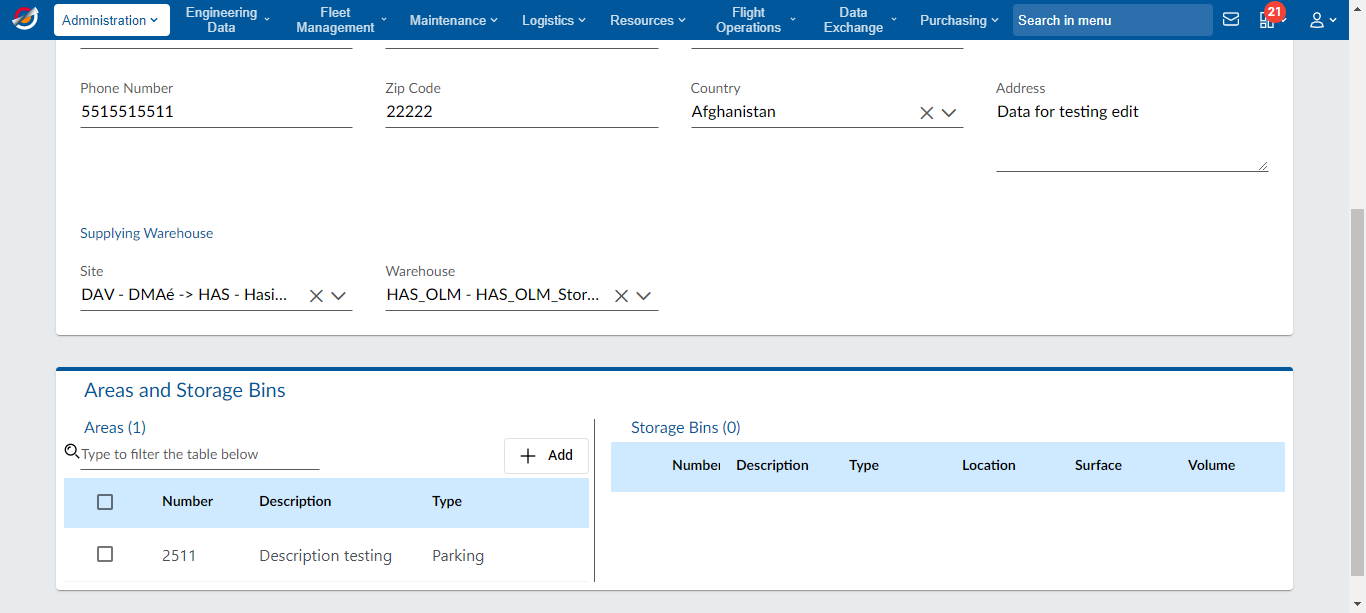 Administration
Engineering Data
Fleet Management
Maintenance
Logistics
Resources
Flight Operations
Data Exchange
Purchasing
Search in menu
21
Phone Number
5515515511
Zip Code
22222
Country
Afghanistan
Address
Data for testing edit
Supplying Warehouse
Site
DAV - DMAé -> HAS - Hasi...
Warehouse
HAS_OLM - HAS_OLM_Stor...
Areas and Storage Bins
Areas (1)
Type to filter the table below
Add
Number Description Type
2511 Description testing Parking
Storage Bins (0)
Number Description Type Location Surface Volume